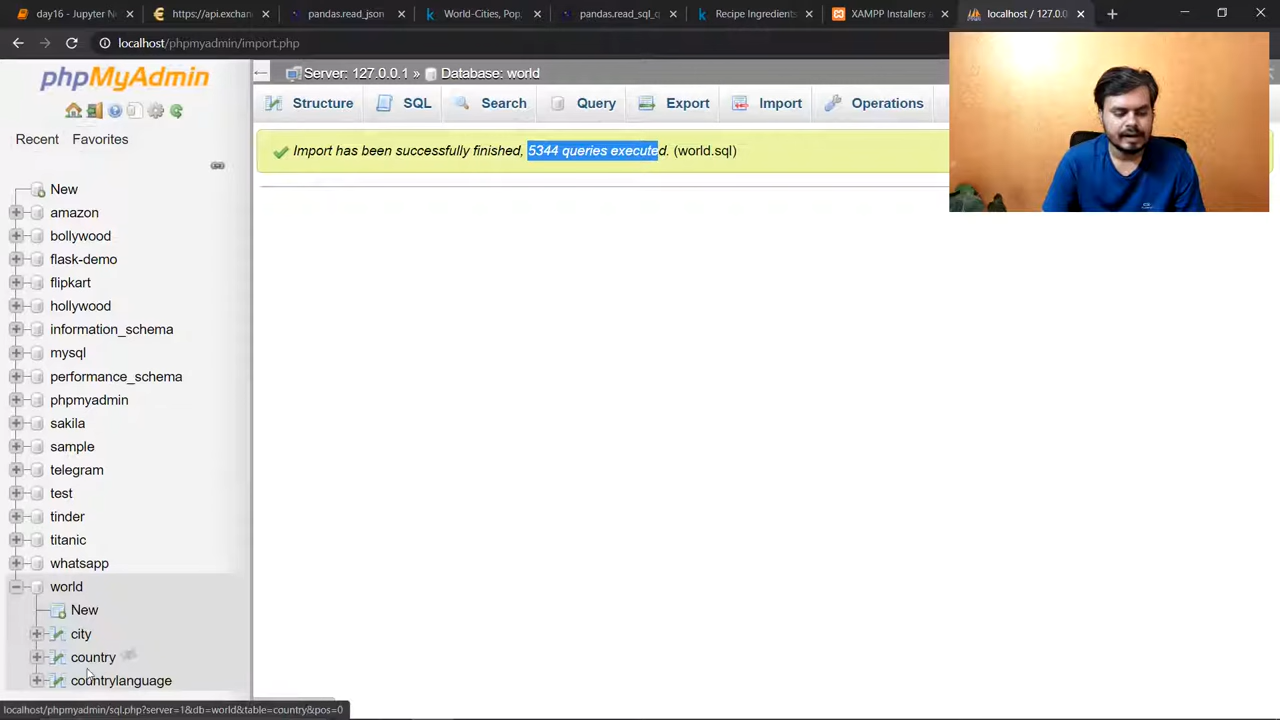 day16 - Jupyter No
https://api.exchan
pandas.read_json
World-Cities, Pop.
pandas.read_sql_q
Recipe Ingredients
XAMPP Installers
localhost / 127.0.0
localhost/phpmyadmin/import.php
phpMyAdmin
Recent Favorites
New
amazon
bollywood
flask-demo
flipkart
hollywood
information_schema
mysql
performance_schema
phpmyadmin
sakila
sample
telegram
test
tinder
titanic
whatsapp
world
New
city
country
countrylanguage
Server: 127.0.0.1 » Database: world
Structure SQL Search Query Export Import Operations
Import has been successfully finished, 5344 queries executed. (world.sql)
localhost/phpmyadmin/sql.php?server=1&db=world&table=country&pos=0